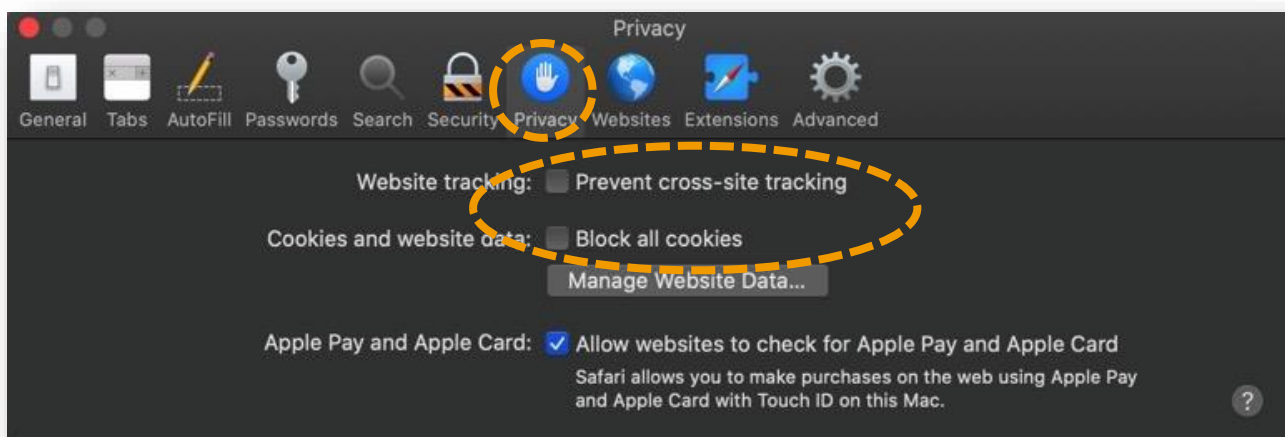 Privacy
General Tabs AutoFill Passwords Search Security Privacy Websites Extensions Advanced
Website tracking: Prevent cross-site tracking
Cookies and website data: Block all cookies
Manage Website Data...
Apple Pay and Apple Card: Allow websites to check for Apple Pay and Apple Card
Safari allows you to make purchases on the web using Apple Pay
and Apple Card with Touch ID on this Mac.
?